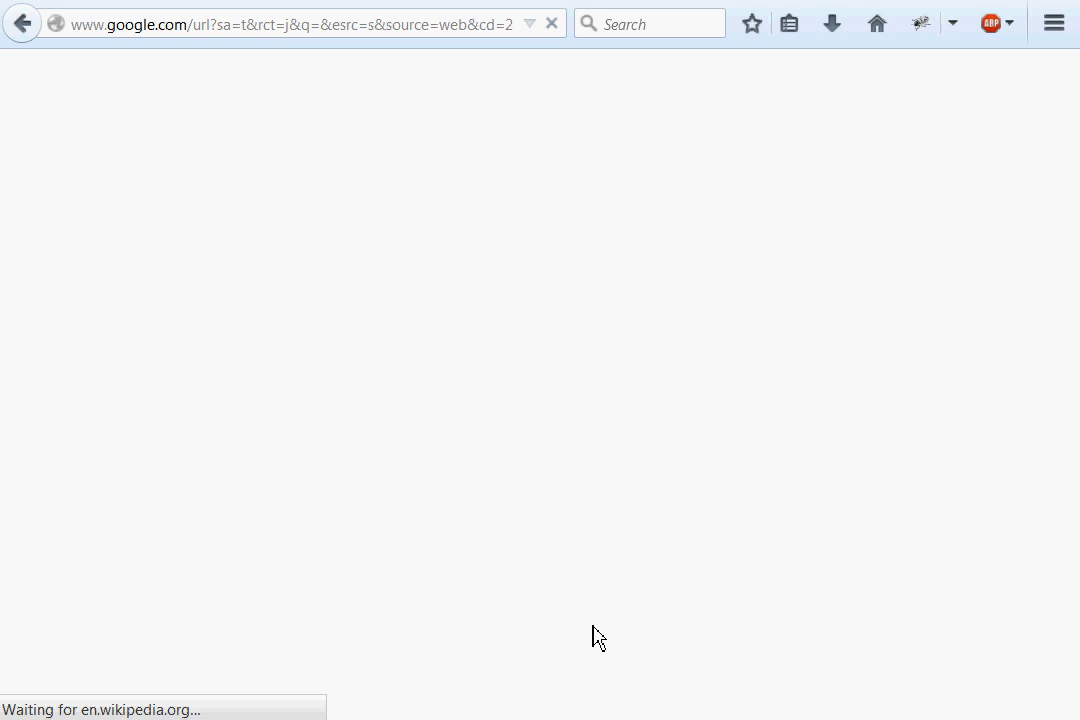 www.google.com/url?sa=t&rct=j&q=&esrc=s&source=web&cd=2
Search
ABP
Waiting for en.wikipedia.org...